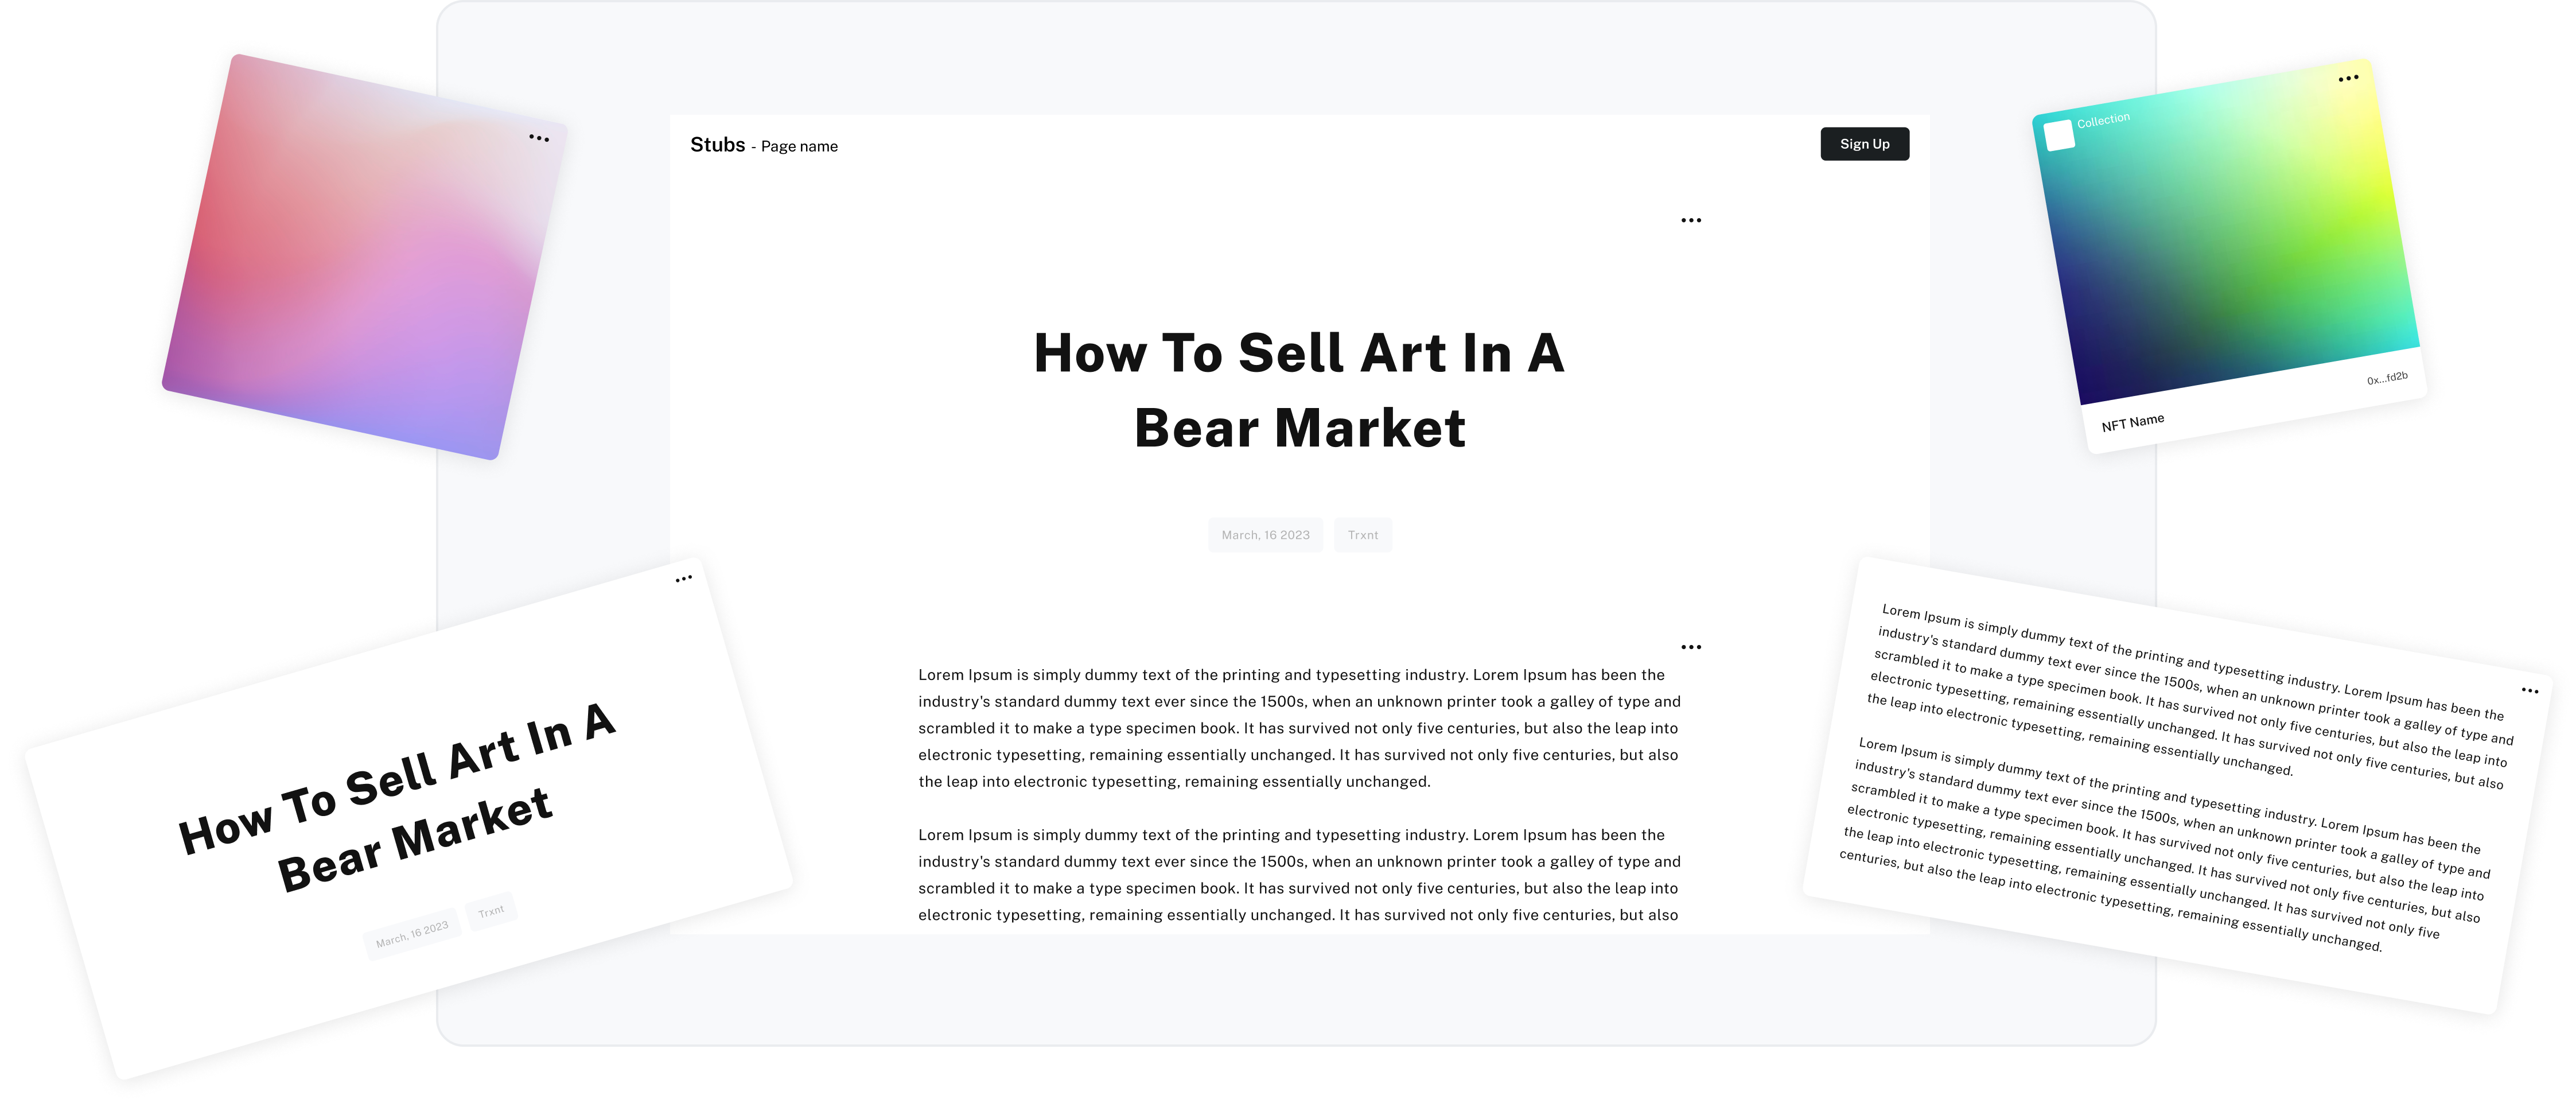 Stubs - Page name
Sign Up
How To Sell Art In A
Bear Market
March, 16 2023
Trxnt
Lorem Ipsum is simply dummy text of the printing and typesetting industry. Lorem Ipsum has been the
industry's standard dummy text ever since the 1500s, when an unknown printer took a galley of type and
scrambled it to make a type specimen book. It has survived not only five centuries, but also the leap into
electronic typesetting, remaining essentially unchanged. It has survived not only five centuries, but also
the leap into electronic typesetting, remaining essentially unchanged.
Lorem Ipsum is simply dummy text of the printing and typesetting industry. Lorem Ipsum has been the
industry's standard dummy text ever since the 1500s, when an unknown printer took a galley of type and
scrambled it to make a type specimen book. It has survived not only five centuries, but also the leap into
electronic typesetting, remaining essentially unchanged. It has survived not only five centuries, but also
Collection
NFT Name
0x...fd2b
How To Sell Art In A
Bear Market
March, 16 2023
Trxnt
Lorem Ipsum is simply dummy text of the printing and typesetting industry. Lorem Ipsum has been the
industry's standard dummy text ever since the 1500s, when an unknown printer took a galley of type and
scrambled it to make a type specimen book. It has survived not only five centuries, but also the leap into
electronic typesetting, remaining essentially unchanged. It has survived not only five centuries, but also
the leap into electronic typesetting, remaining essentially unchanged.
Lorem Ipsum is simply dummy text of the printing and typesetting industry. Lorem Ipsum has been the
industry's standard dummy text ever since the 1500s, when an unknown printer took a galley of type and
scrambled it to make a type specimen book. It has survived not only five centuries, but also the leap into
electronic typesetting, remaining essentially unchanged. It has survived not only five centuries, but also
the leap into electronic typesetting, remaining essentially unchanged. It has survived not only five
centuries, but also the leap into electronic typesetting, remaining essentially unchanged.